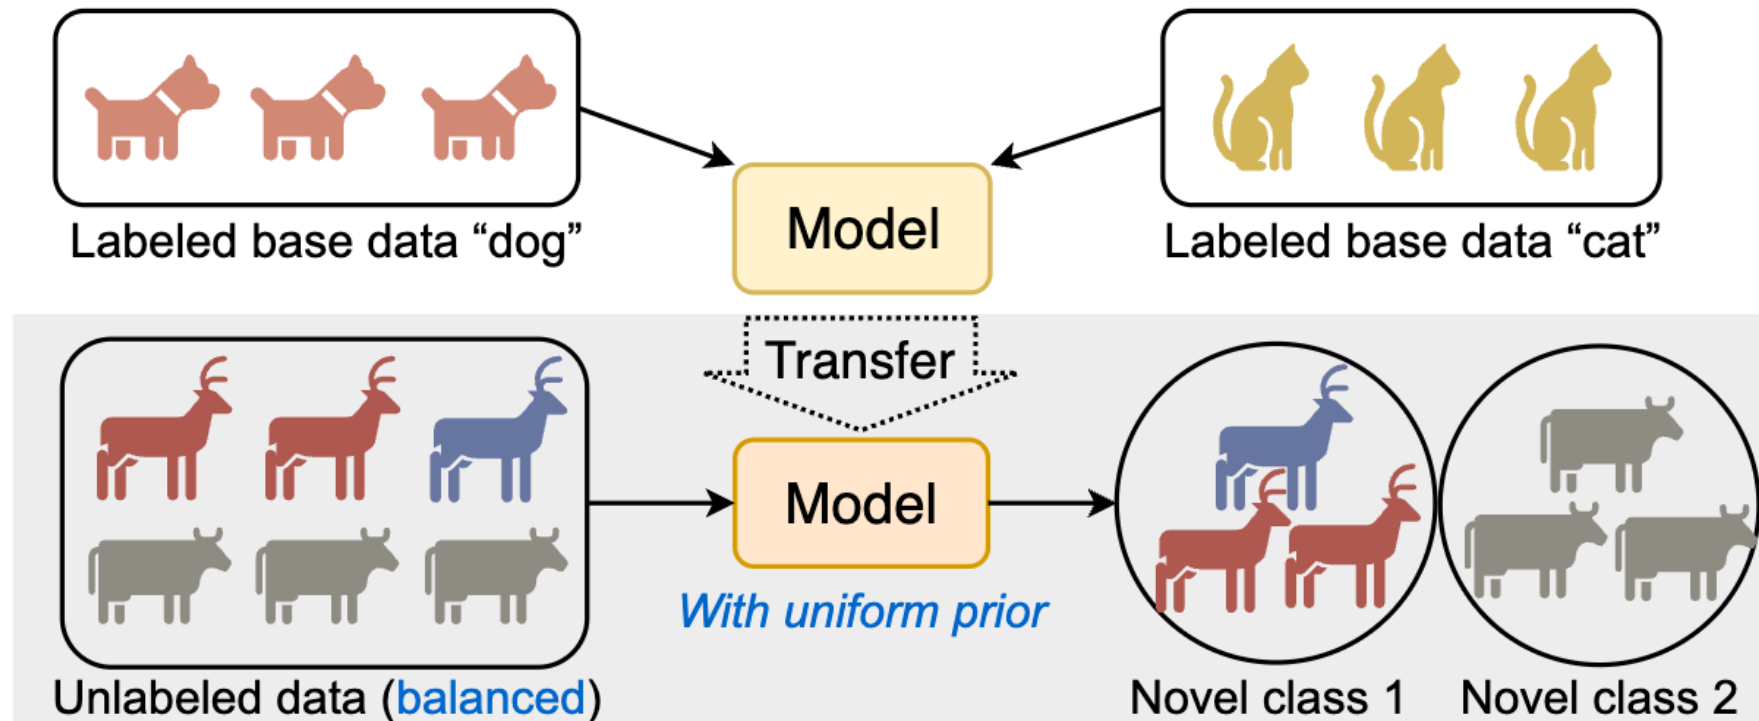 Labeled base data “dog”
Model
Labeled base data “cat”
Transfer
Model
With uniform prior
Unlabeled data (balanced)
Novel class 1
Novel class 2